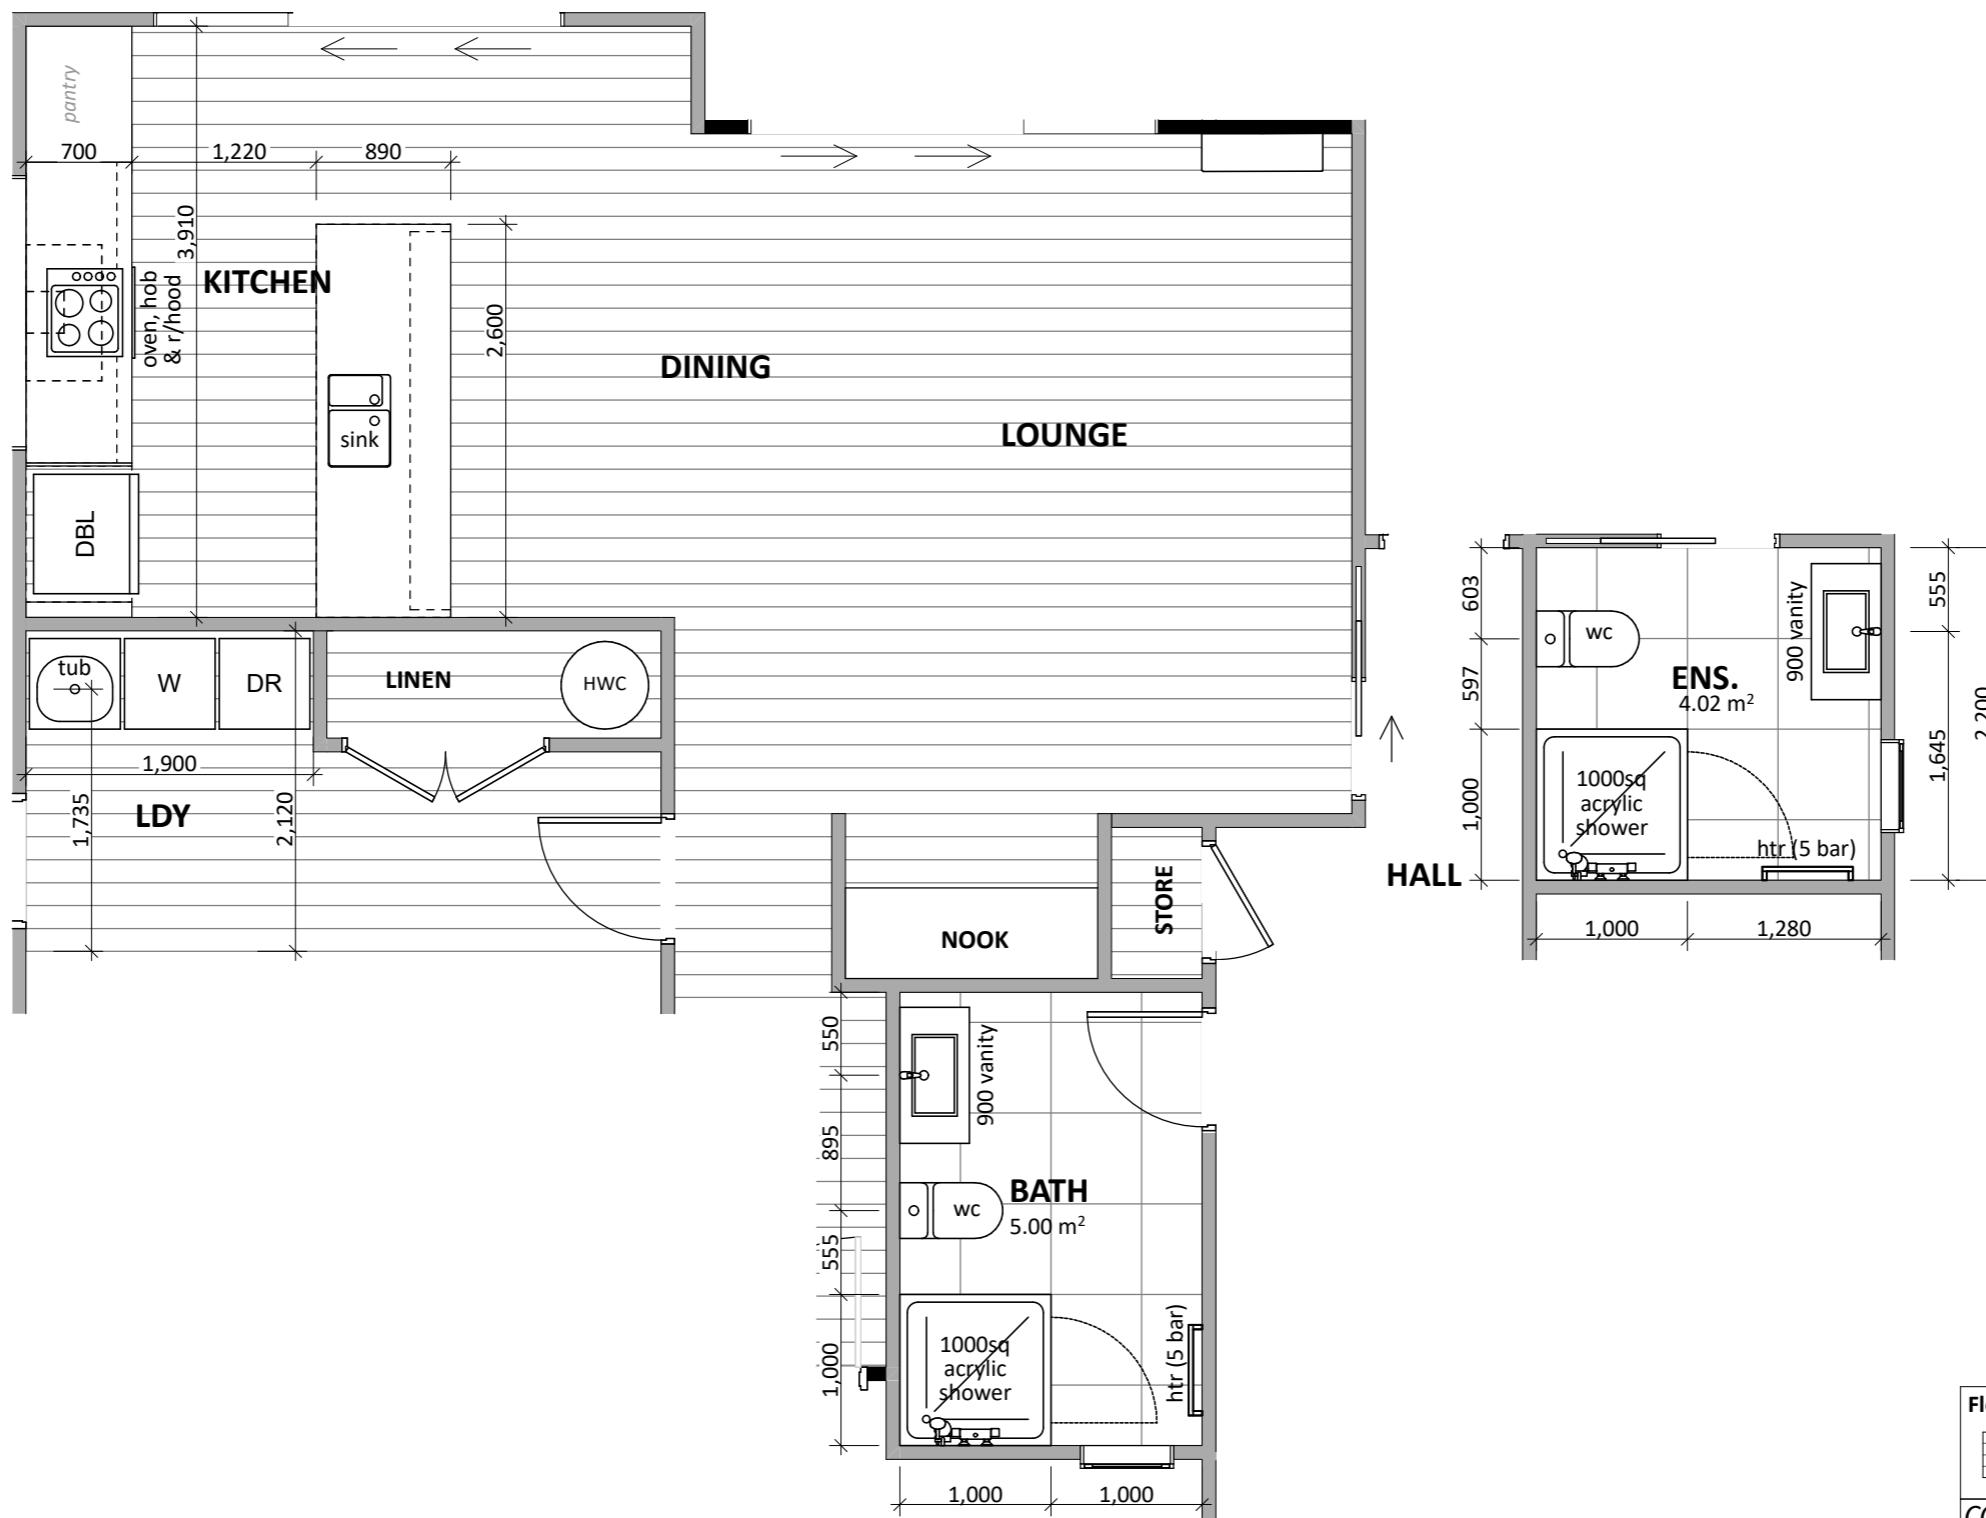 pantry
700
1,220
890
3,910
KITCHEN
oven, hob
& r/hood
2,600
DINING
LOUNGE
sink
DBL
tub
W
DR
LINEN
HWC
1,900
LDY
1,735
2,120
NOOK
STORE
HALL
603
597
1,000
wc
900 vanity
ENS.
4.02 m²
555
1,645
2,200
1000sq
acrylic
shower
htr (5 bar)
1,000
1,280
550
895
555
1,000
900 vanity
wc
BATH
5.00 m²
1000sq
acrylic
shower
htr (5 bar)
1,000
1,000